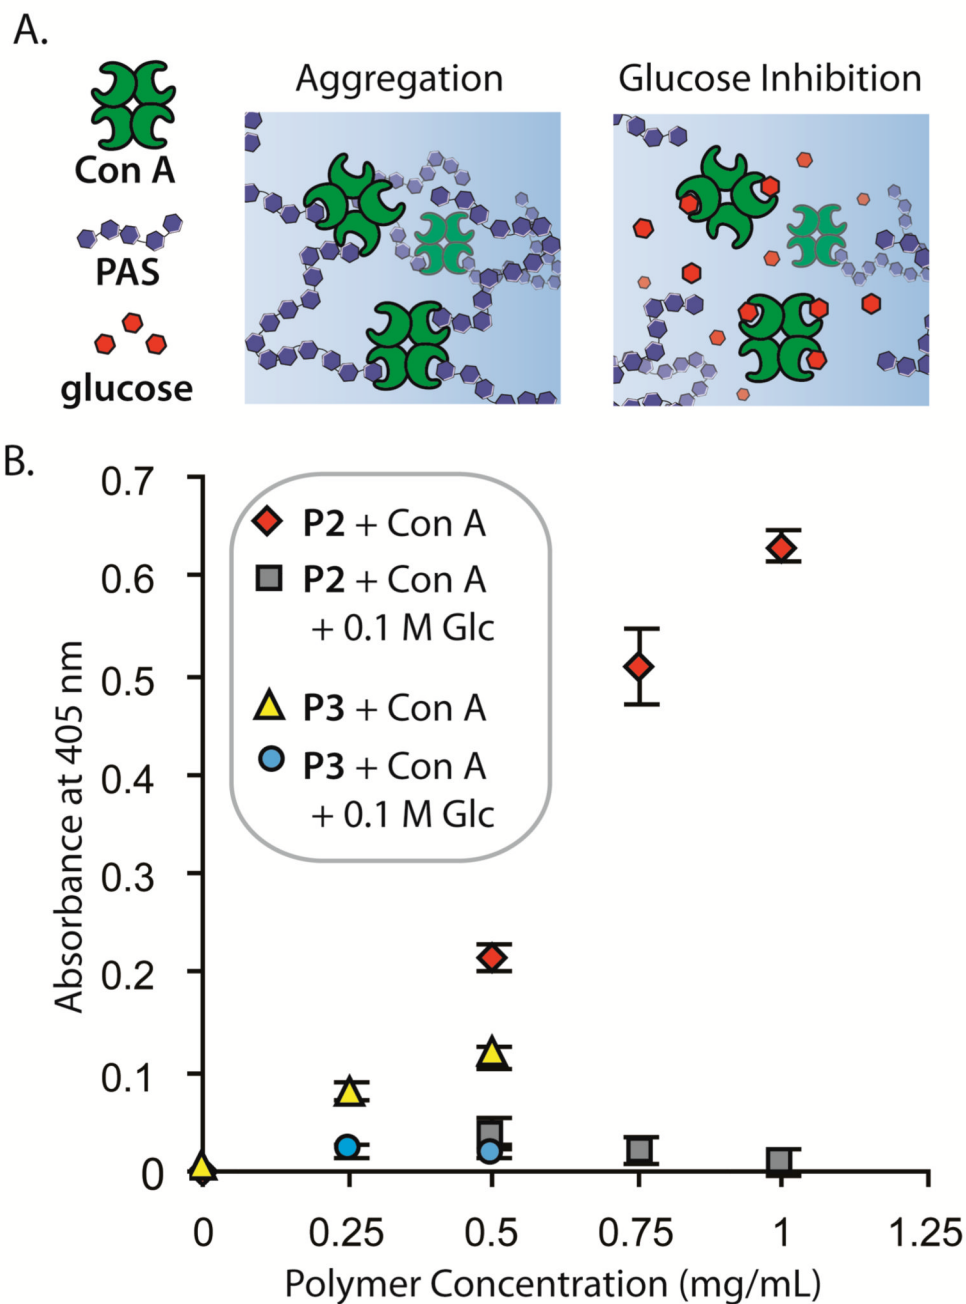 A.
Con A
PAS
glucose
Aggregation
Glucose Inhibition
B.
0.7
0.6
0.5
0.4
0.3
0.2
0.1
0
Absorbance at 405 nm
P2 + Con A
P2 + Con A
+ 0.1 M Glc
P3 + Con A
P3 + Con A
+ 0.1 M Glc
0 0.25 0.5 0.75 1 1.25
Polymer Concentration (mg/mL)